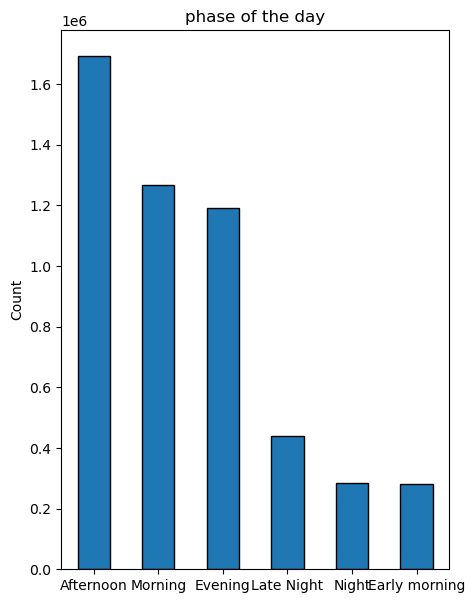 phase of the day
1e6
1.6
1.4
1.2
1.0
0.8
0.6
0.4
0.2
0.0
Count
Afternoon Morning Evening Late Night Night Early morning